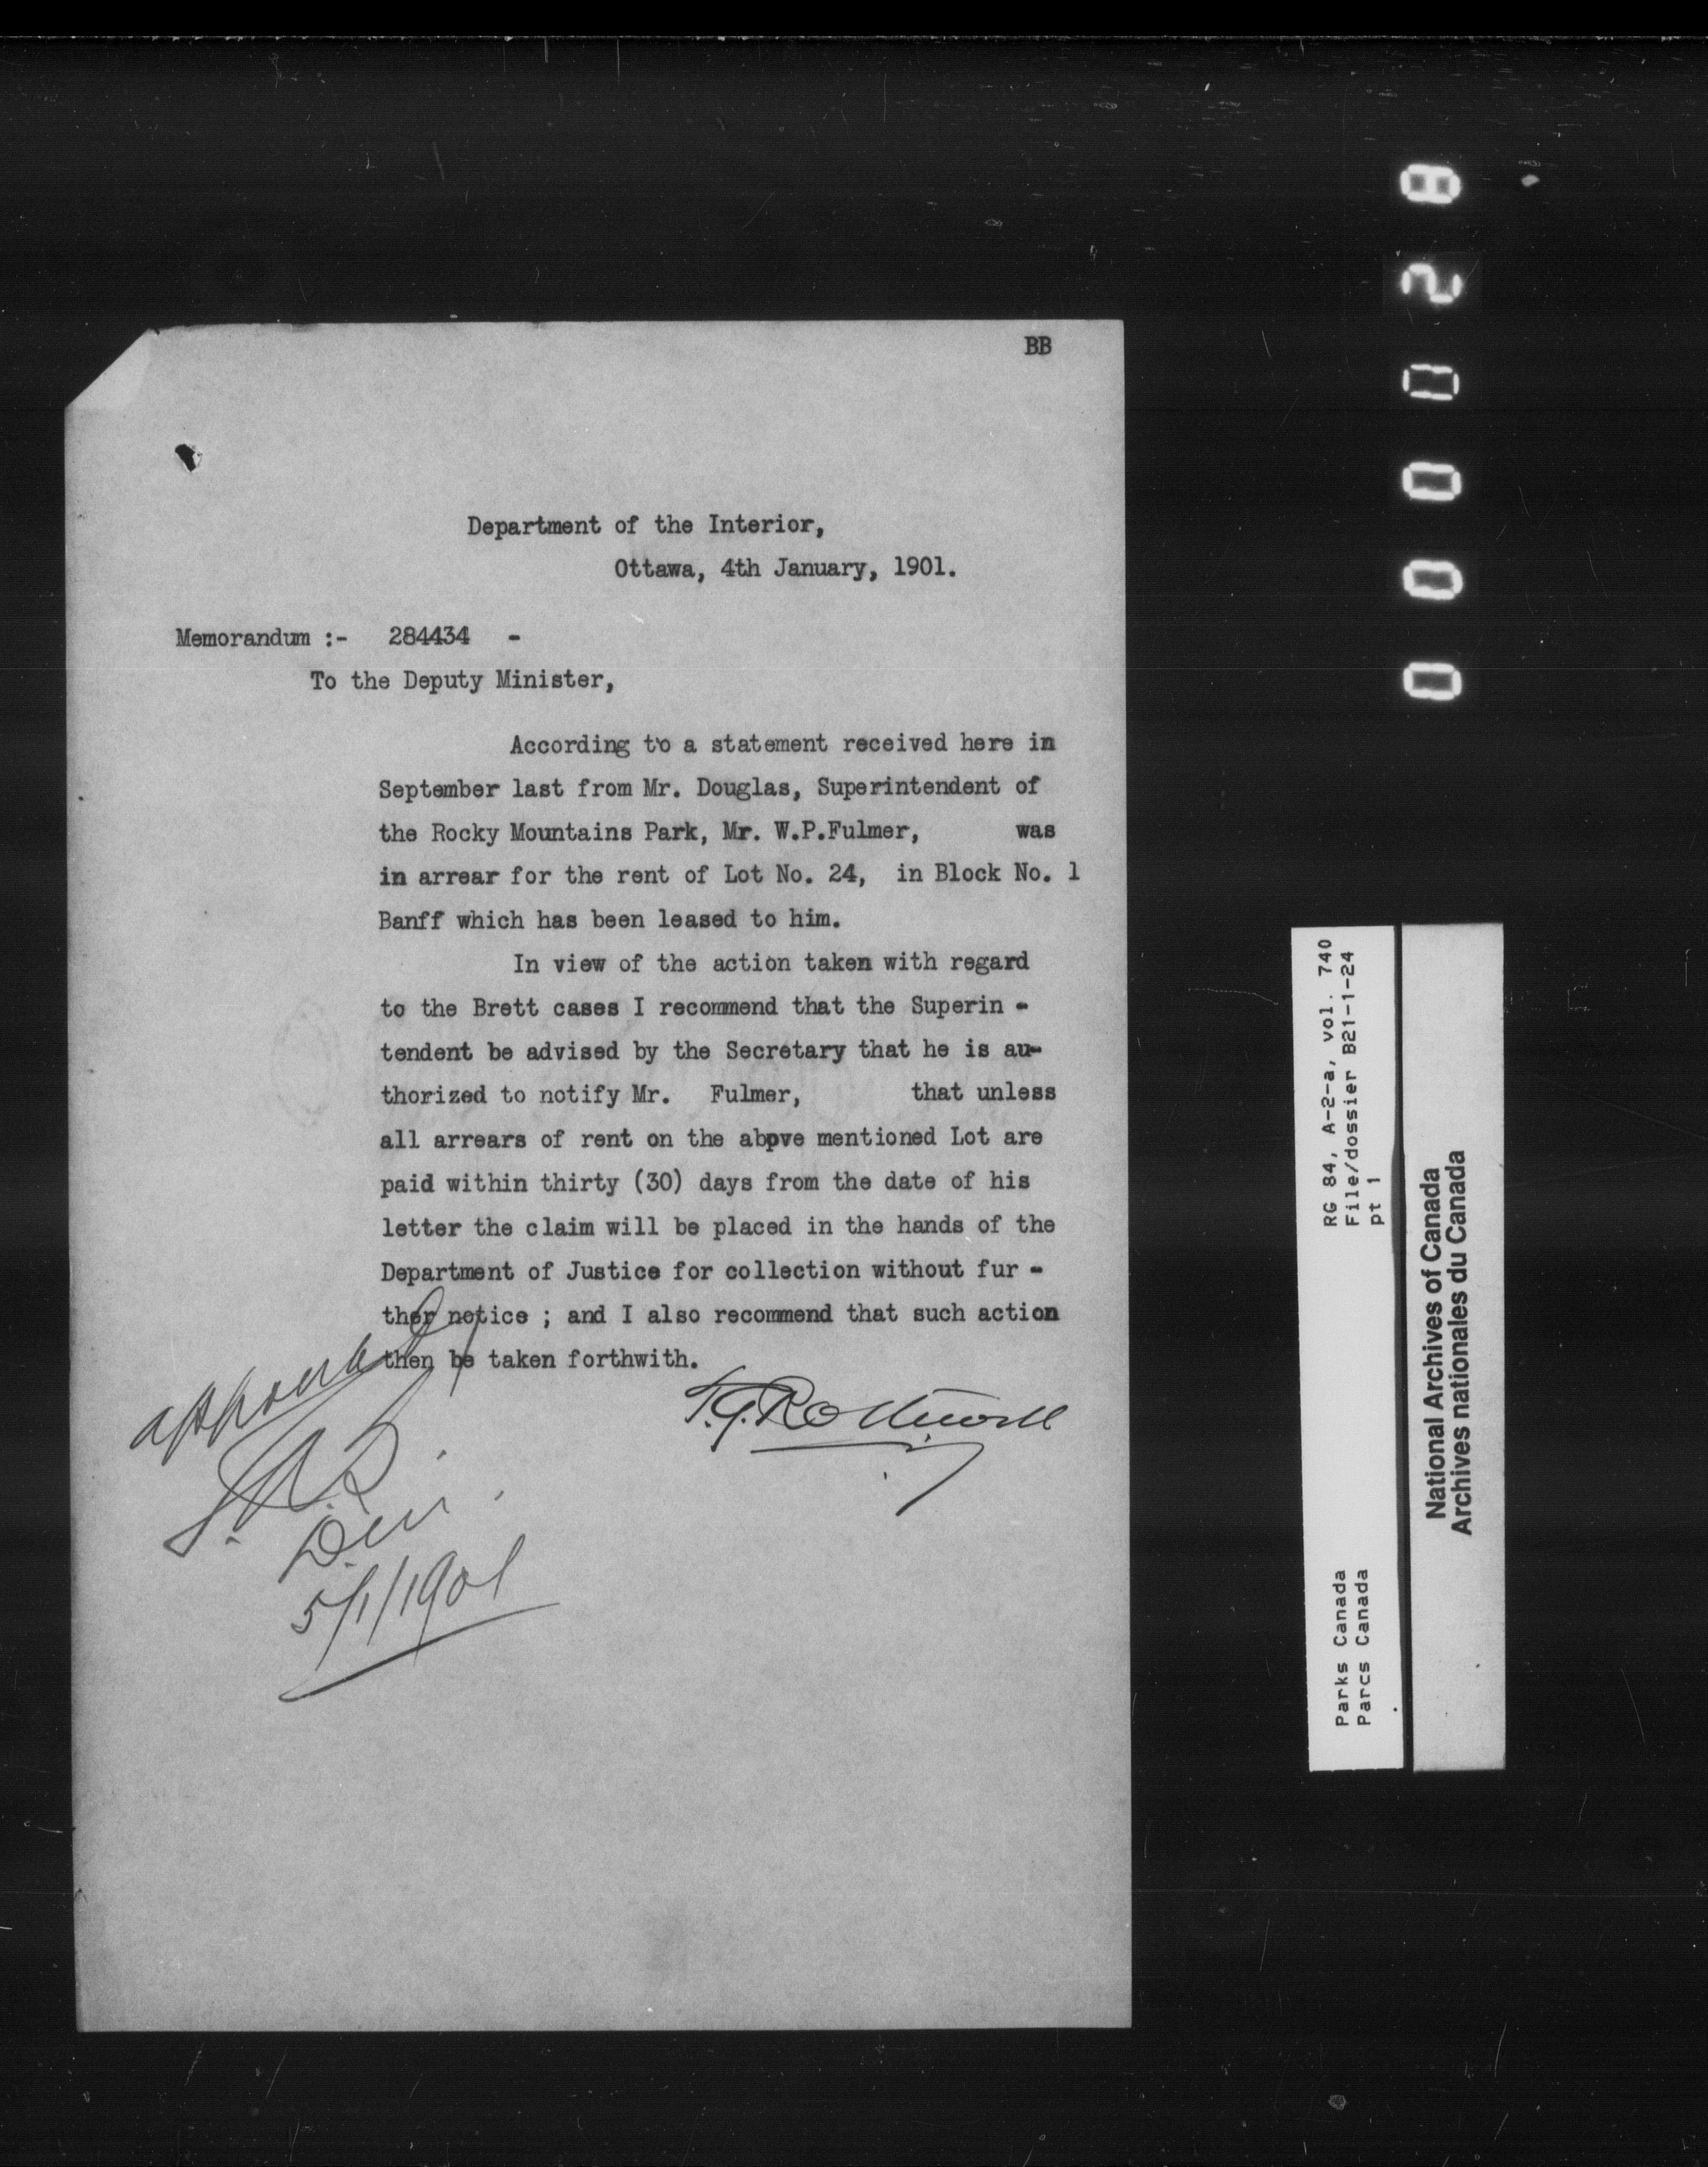 BB
Department of the Interior,
Ottawa, 4th January, 1901.
Memorandum :- 284434 -
To the Deputy Minister,
According to a statement received here in
September last from Mr. Douglas, Superintendent of
the Rocky Mountains Park, Mr. W.P.Fulmer, was
in arrear for the rent of Lot No. 24, in Block No. 1
Banff which has been leased to him.
In view of the action taken with regard
to the Brett cases I recommend that the Superin -
tendent be advised by the Secretary that he is au-
thorized to notify Mr. Fulmer, that unless
all arrears of rent on the abpve mentioned Lot are
paid within thirty (30) days from the date of his
letter the claim will be placed in the hands of the
Department of Justice for collection without fur -
ther notice ; and I also recommend that such action
then be taken forthwith.
T.G. Rothwell
approved
5/1/1901
0000028
RG 84, A-2-a, vol. 740
File/dossier B21-1-24
pt 1
Parks Canada
Parcs Canada
National Archives of Canada
Archives nationales du Canada